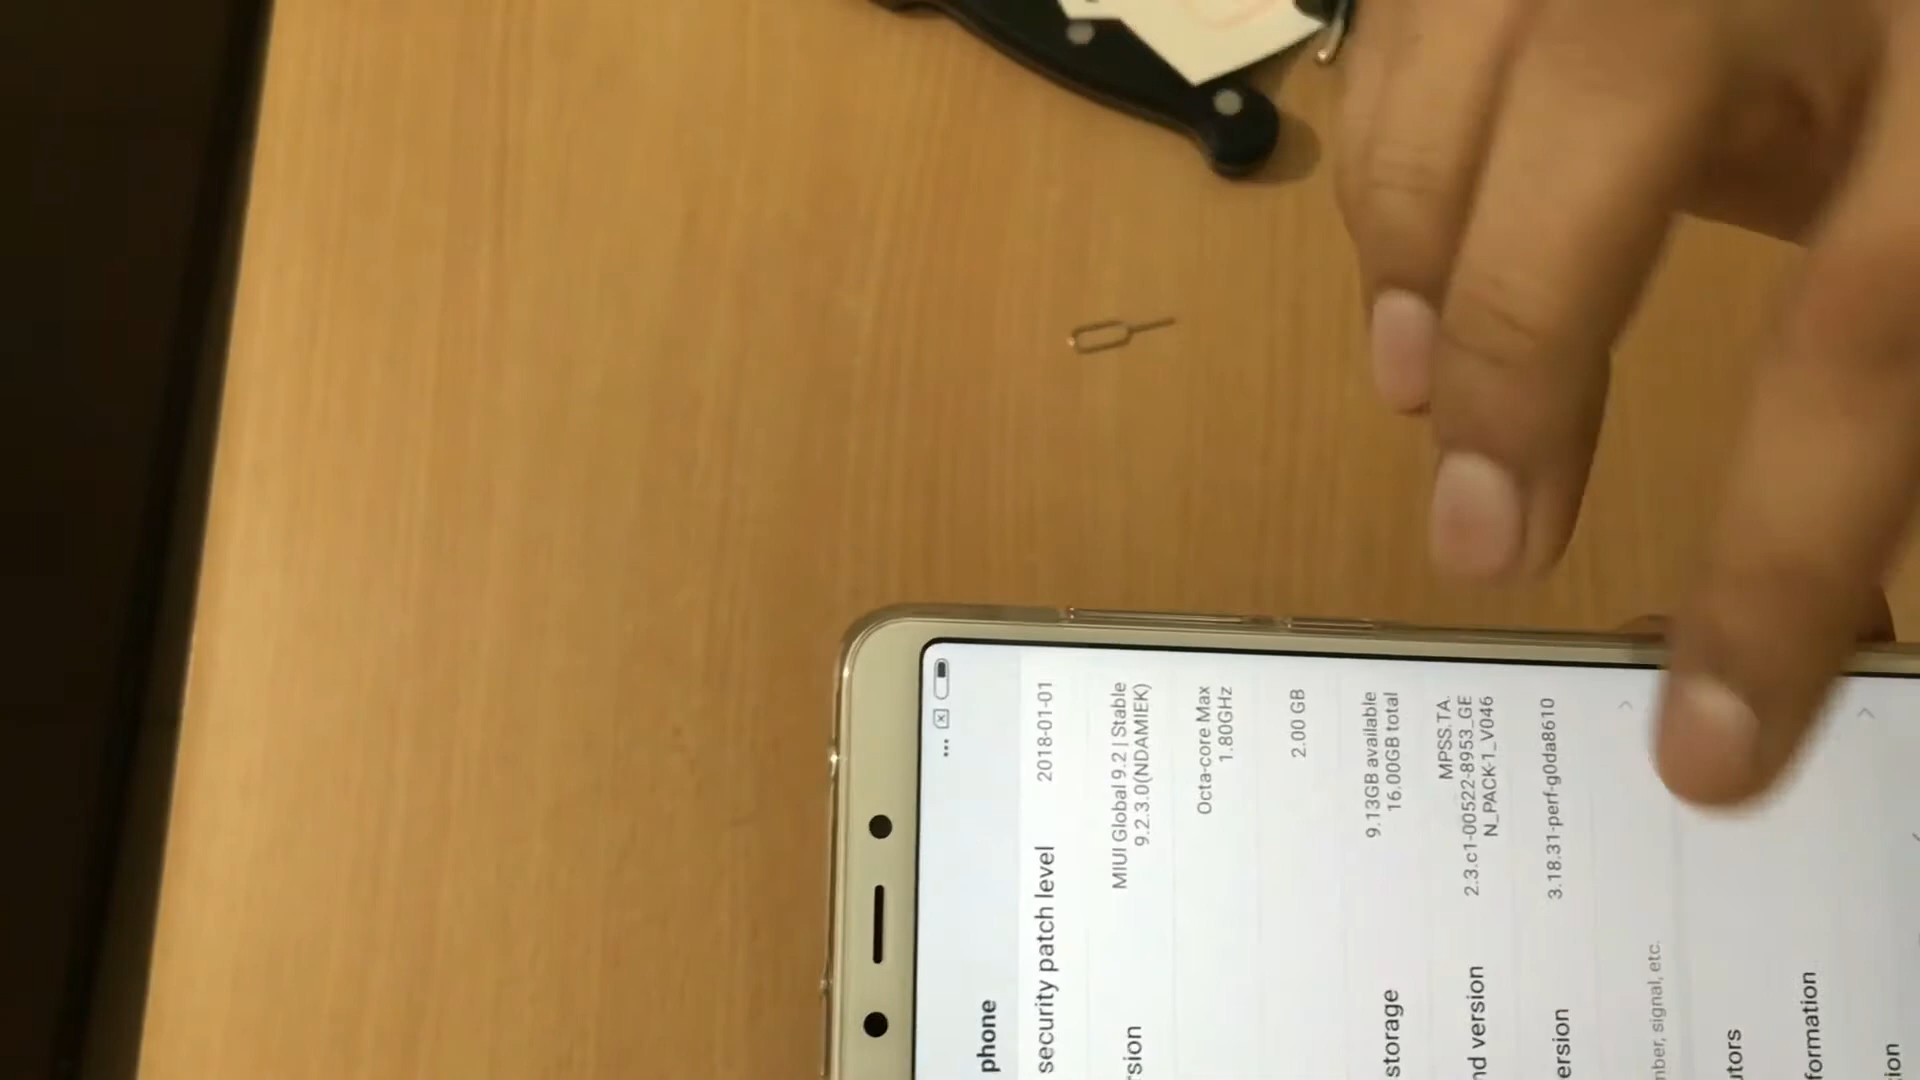 phone
security patch level
2018-01-01
MIUI Global 9.2 | Stable
9.2.3.0(NDAMIEK)
rsion
Octa-core Max
1.80GHz
2.00 GB
storage
9.13GB available
16.00GB total
nd version
MPSS.TA.
2.3.c1-00522-8953_GE
N_PACK-1_V046
ersion
3.18.31-perf-g0da8610
mber, signal, etc.
utors
formation
tion